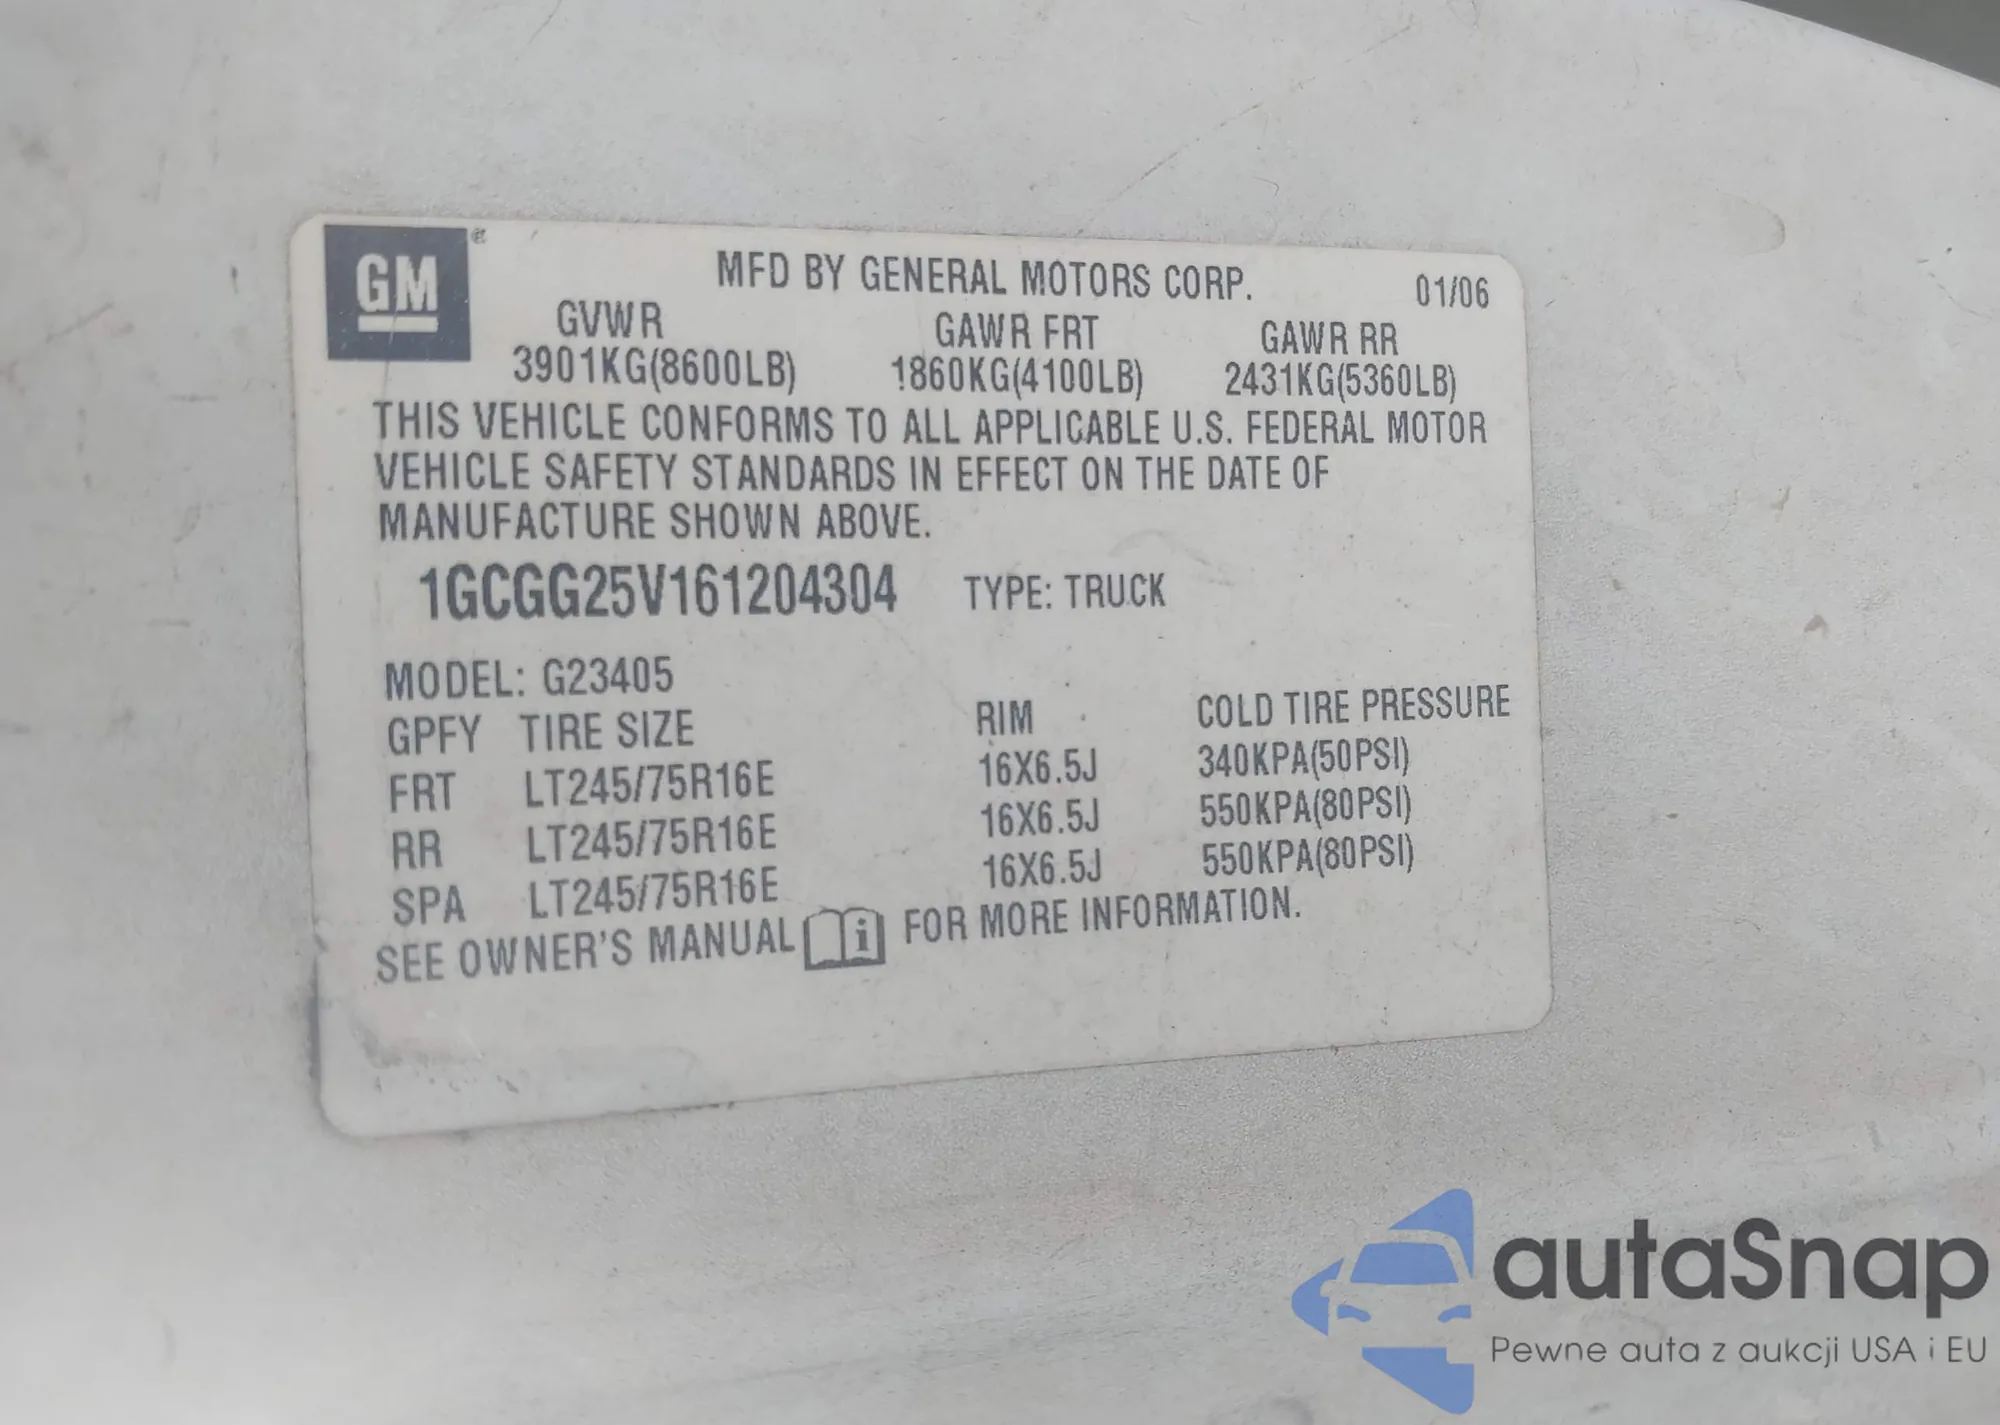 GM
MFD BY GENERAL MOTORS CORP. 01/06
GVWR GAWR FRT GAWR RR
3901KG(8600LB) 1860KG(4100LB) 2431KG(5360LB)
THIS VEHICLE CONFORMS TO ALL APPLICABLE U.S. FEDERAL MOTOR
VEHICLE SAFETY STANDARDS IN EFFECT ON THE DATE OF
MANUFACTURE SHOWN ABOVE.
1GCGG25V161204304 TYPE: TRUCK
MODEL: G23405
GPFY TIRE SIZE RIM COLD TIRE PRESSURE
FRT LT245/75R16E 16X6.5J 340KPA(50PSI)
RR LT245/75R16E 16X6.5J 550KPA(80PSI)
SPA LT245/75R16E 16X6.5J 550KPA(80PSI)
SEE OWNER'S MANUAL i FOR MORE INFORMATION.
autaSnap
Pewne auta z aukcji USA i EU